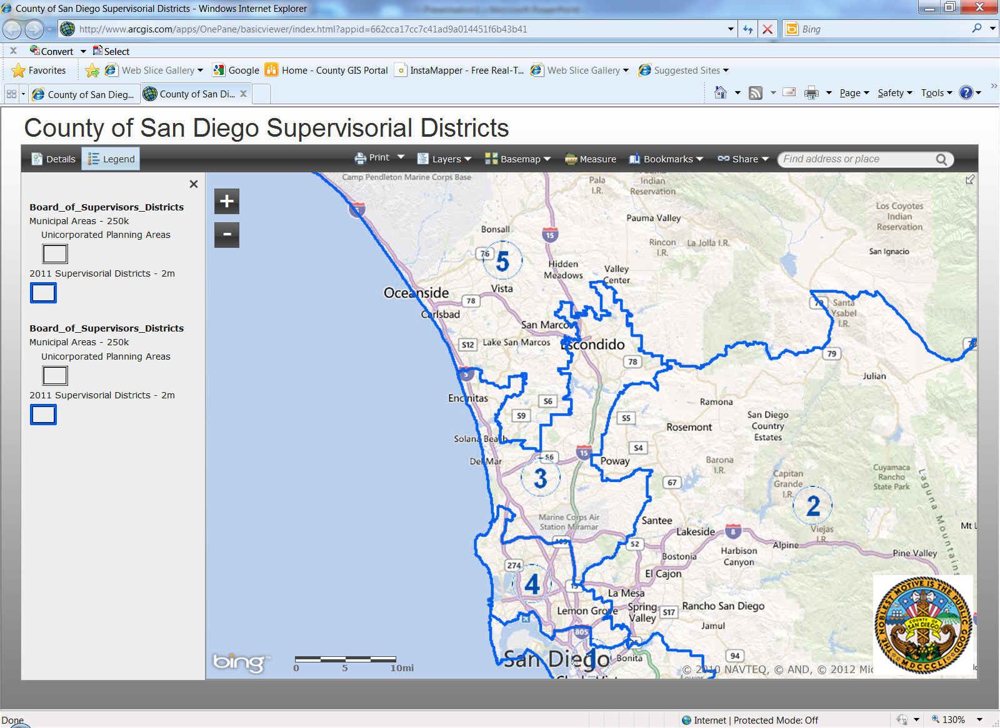 County of San Diego Supervisorial Districts - Windows Internet Explorer
http://www.arcgis.com/apps/OnePane/basicviewer/index.html?appid=662cca17cc7c41ad9a014451f6b43b41
Bing
x Convert Select
Favorites Web Slice Gallery Google Home - County GIS Portal InstaMapper - Free Real-T... Web Slice Gallery Suggested Sites
County of San Dieg... County of San Di... Page Safety Tools
County of San Diego Supervisorial Districts
Details Legend Print Layers Basemap Measure Bookmarks Share Find address or place
Board_of_Supervisors_Districts
Municipal Areas - 250k
Unicorporated Planning Areas
2011 Supervisorial Districts - 2m
Board_of_Supervisors_Districts
Municipal Areas - 250k
Unicorporated Planning Areas
2011 Supervisorial Districts - 2m
+
-
Camp Pendleton Marine Corps Base
Pala
I.R.
Pauma
Indian
Reservation
Los Coyotes
Indian
Reservation
Pauma Valley
Bonsall
15
Rincon
I.R.
La Jolla I.R.
San Ignacio
76
5
Hidden
Meadows
Valley
Center
Vista
Oceanside
78
Carlsbad
79
Santa
Ysabel
I.R.
San Marcos
S12
Lake San Marcos
Escondido
78
79
78
5
Julian
Encinitas
S6
S9
Ramona
S5
San Diego
Country
Estates
Rosemont
Solana Beach
S4
56
15
Del Mar
Poway
Barona
I.R.
Cuyamaca
Rancho
State Park
Laguna Mountains
3
67
Capitan
Grande
I.R.
2
Marine Corps Air
Station Miramar
Santee
Lakeside
8
Viejas
I.R.
Mt L
52
Alpine
Bostonia
Harbison
Canyon
Pine Valley
274
El Cajon
4
15
La Mesa
Lemon Grove
Spring
Valley
S17
Rancho San Diego
Jamul
805
San Diego
1
Bonita
94
bing
0 5 10mi
© 2010 NAVTEQ, © AND, © 2012 Mic
THE NOBLEST MOTIVE IS THE PUBLIC GOOD
COUNTY OF
SAN DIEGO
MDCCCLI
Done
Internet | Protected Mode: Off
130%